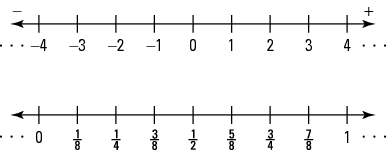 − +
· · · −4 −3 −2 −1 0 1 2 3 4 · · ·
· · · 0 1/8 1/4 3/8 1/2 5/8 3/4 7/8 1 · · ·